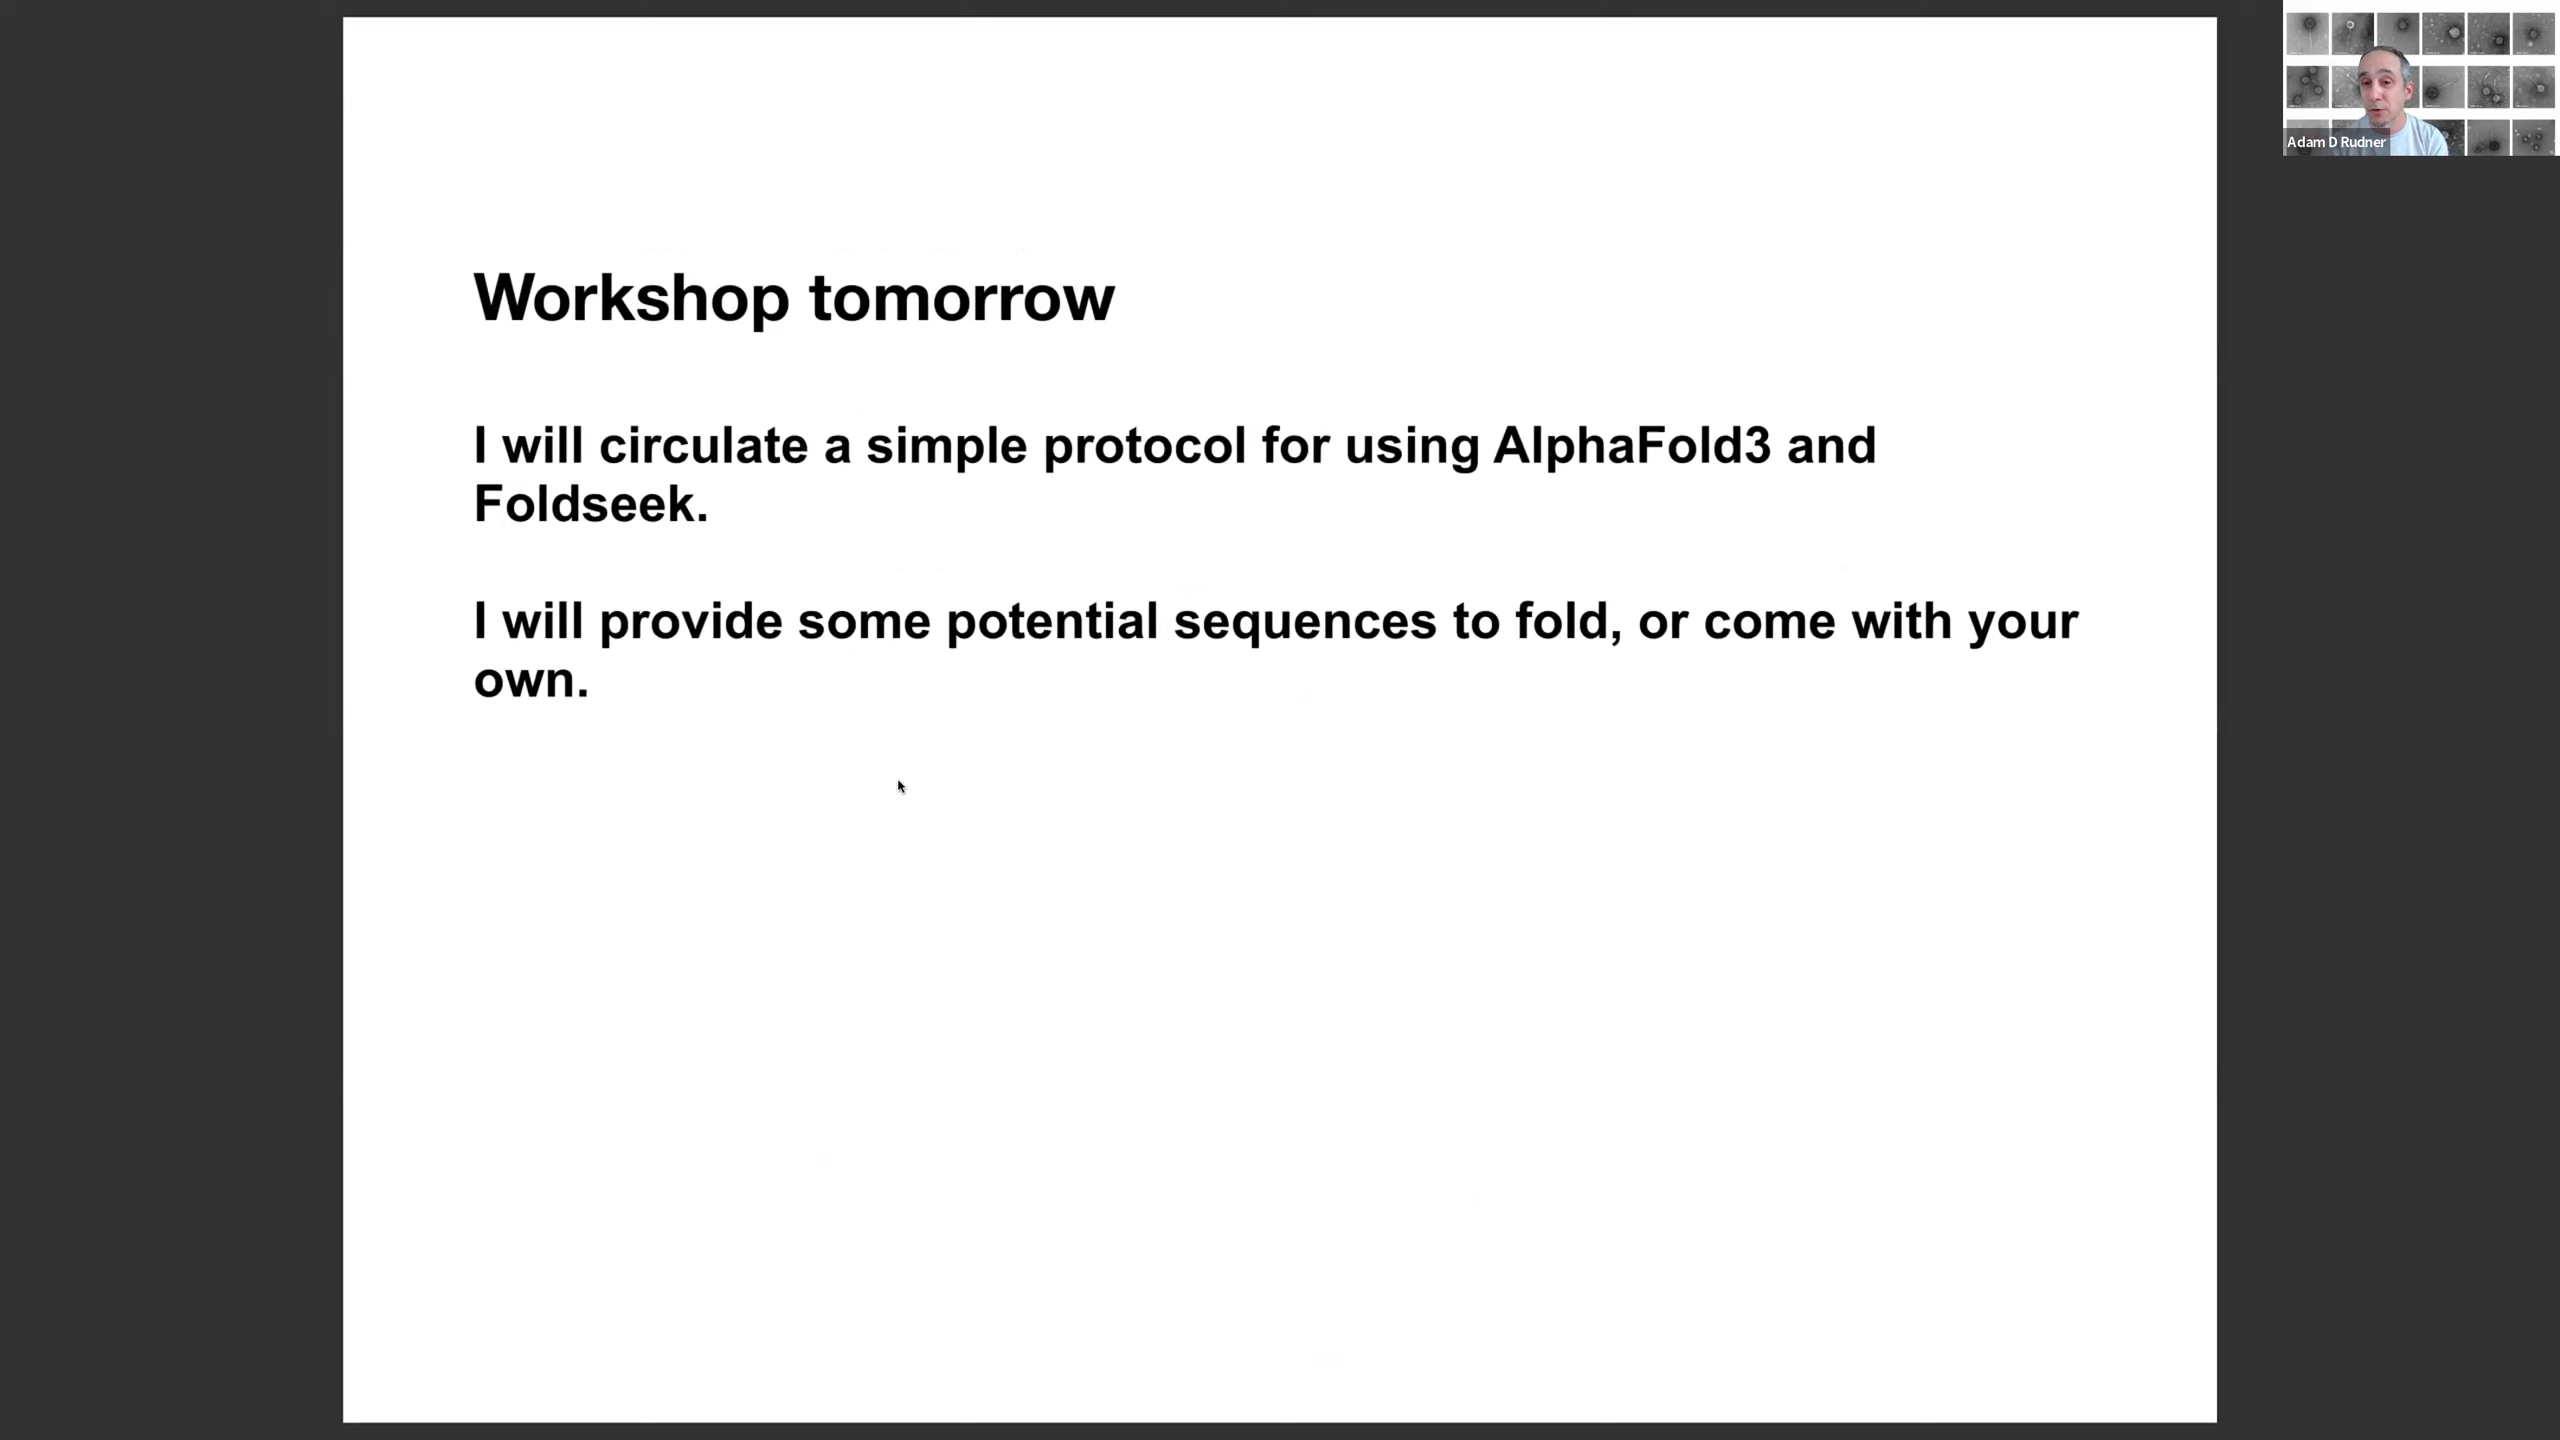 Workshop tomorrow
I will circulate a simple protocol for using AlphaFold3 and
Foldseek.
I will provide some potential sequences to fold, or come with your
own.
Adam D Rudner